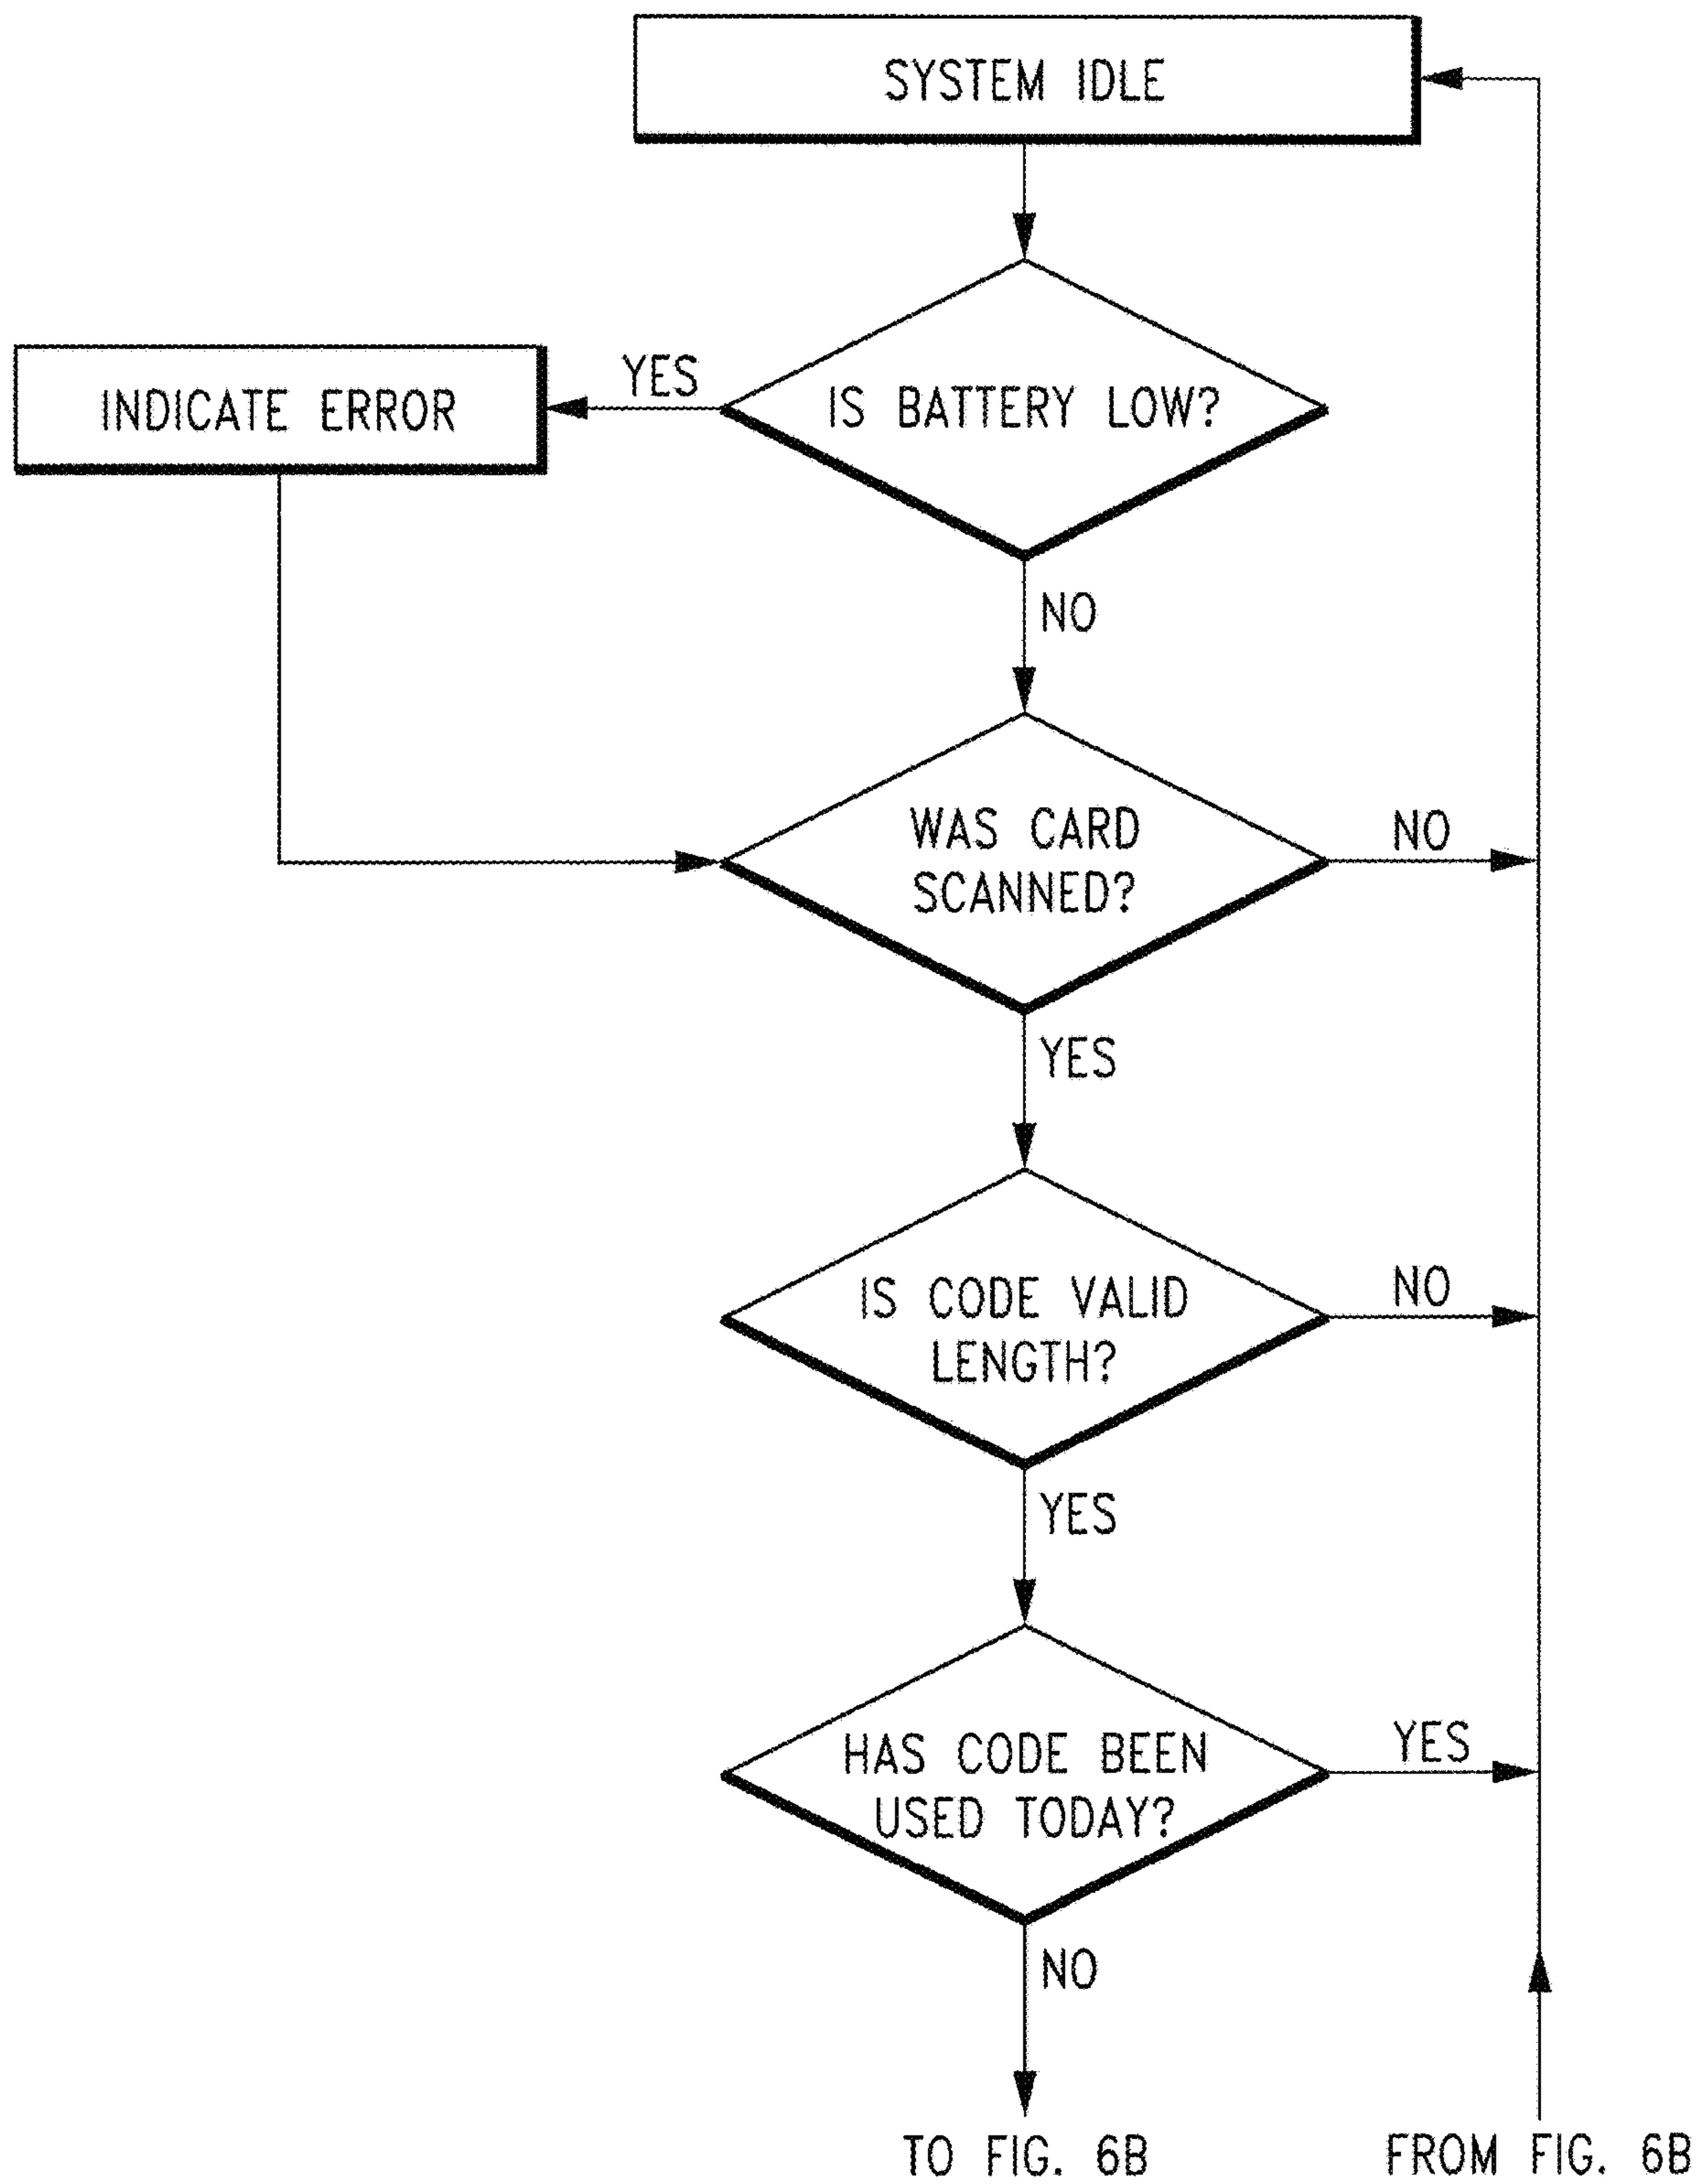 SYSTEM IDLE
INDICATE ERROR
YES
IS BATTERY LOW?
NO
WAS CARD
SCANNED?
NO
YES
IS CODE VALID
LENGTH?
NO
YES
HAS CODE BEEN
USED TODAY?
YES
NO
TO FIG. 6B
FROM FIG. 6B